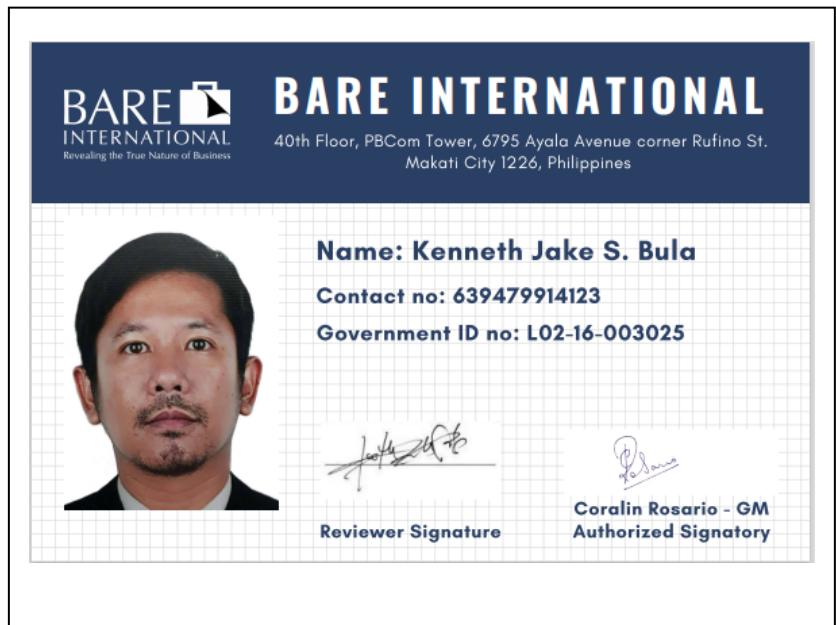 BARE
INTERNATIONAL
Revealing the True Nature of Business
BARE INTERNATIONAL
40th Floor, PBCom Tower, 6795 Ayala Avenue corner Rufino St.
Makati City 1226, Philippines
Name: Kenneth Jake S. Bula
Contact no: 639479914123
Government ID no: L02-16-003025
Reviewer Signature
Rosario
Coralin Rosario - GM
Authorized Signatory